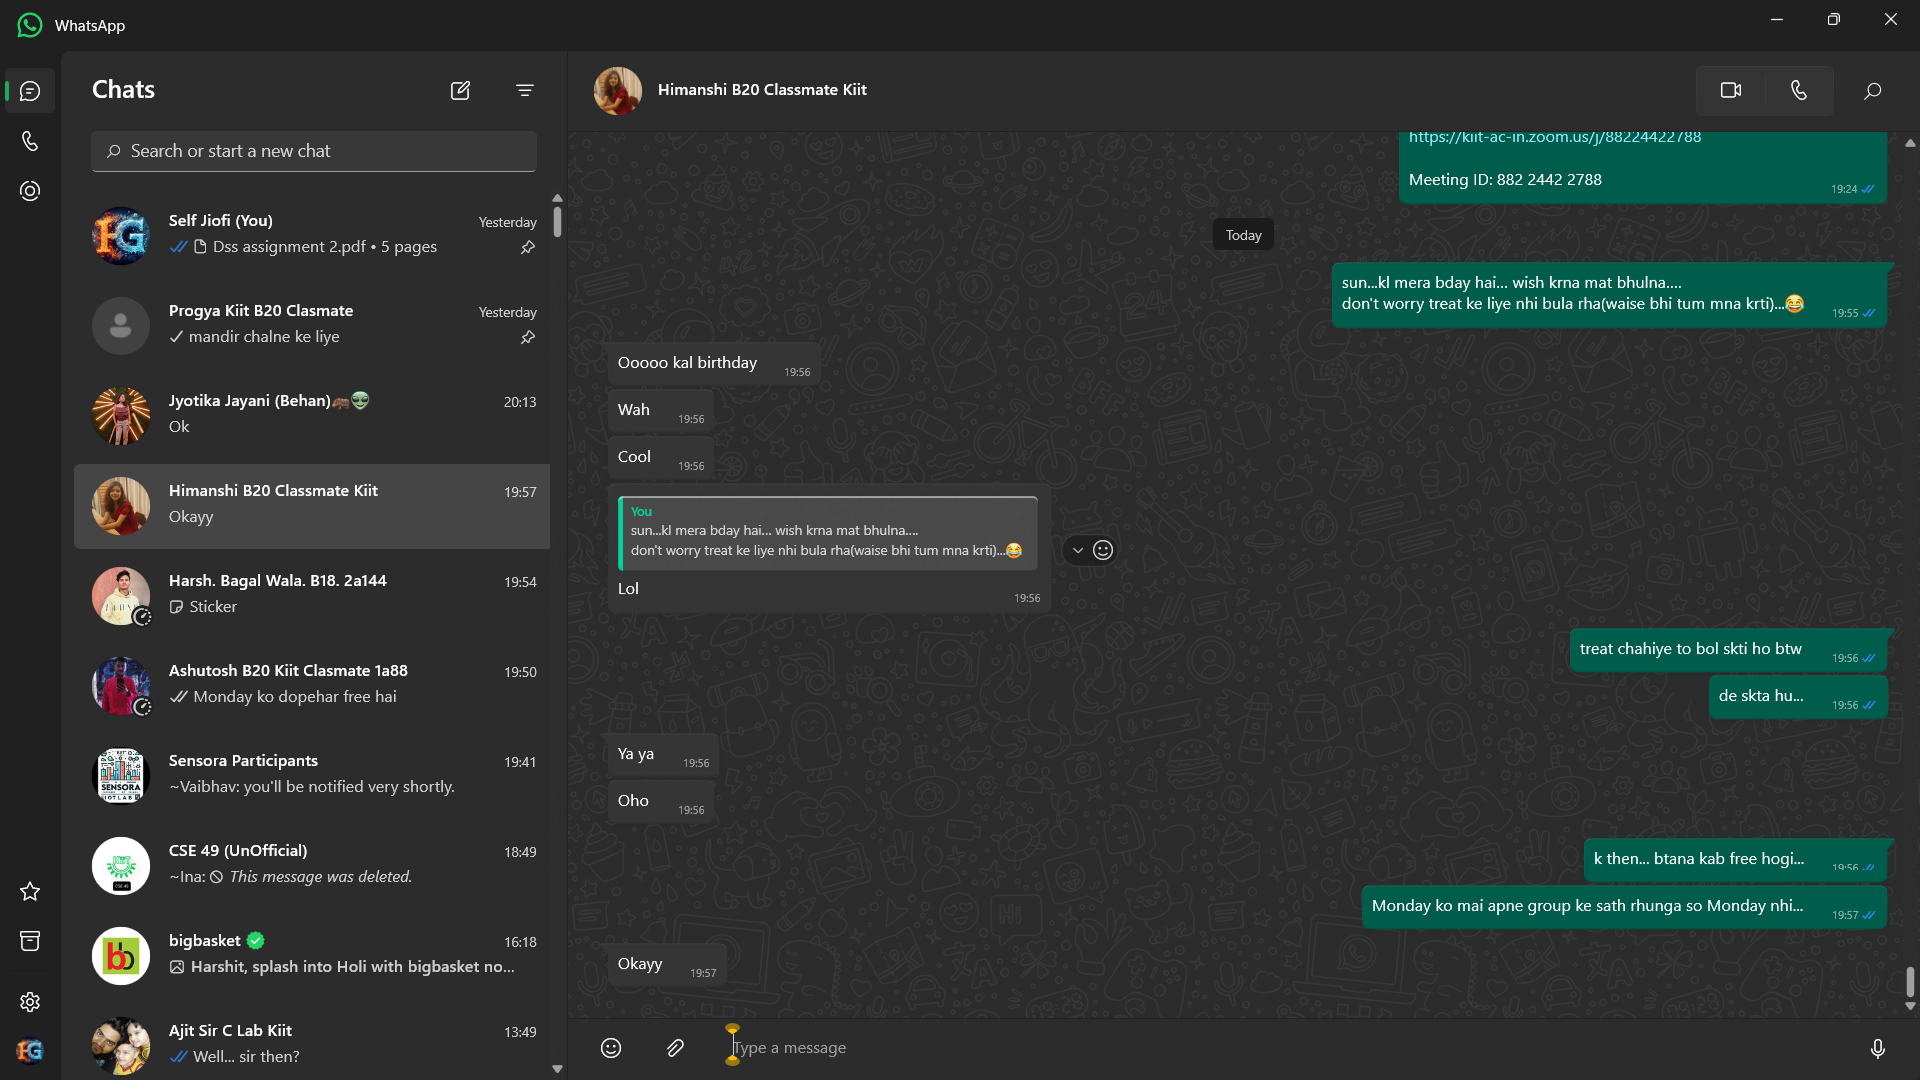 WhatsApp
Chats
Search or start a new chat
Self Jiofi (You)
Yesterday
Dss assignment 2.pdf • 5 pages
Progya Kiit B20 Clasmate
Yesterday
mandir chalne ke liye
Jyotika Jayani (Behan)🦗👽
20:13
Ok
Himanshi B20 Classmate Kiit
19:57
Okayy
Harsh. Bagal Wala. B18. 2a144
19:54
Sticker
Ashutosh B20 Kiit Clasmate 1a88
19:50
Monday ko dopehar free hai
Sensora Participants
19:41
~Vaibhav: you'll be notified very shortly.
SENSORA
IOT LAB
CSE 49 (UnOfficial)
18:49
~Ina: This message was deleted.
CSE 49
bigbasket
16:18
Harshit, splash into Holi with bigbasket no...
bb
Ajit Sir C Lab Kiit
13:49
Well... sir then?
Himanshi B20 Classmate Kiit
https://kiit-ac-in.zoom.us/j/88224422788
Meeting ID: 882 2442 2788
19:24
Today
sun...kl mera bday hai... wish krna mat bhulna....
don't worry treat ke liye nhi bula rha(waise bhi tum mna krti)...😂
19:55
Ooooo kal birthday
19:56
Wah
19:56
Cool
19:56
You
sun...kl mera bday hai... wish krna mat bhulna....
don't worry treat ke liye nhi bula rha(waise bhi tum mna krti)...😂
Lol
19:56
treat chahiye to bol skti ho btw
19:56
de skta hu...
19:56
Ya ya
19:56
Oho
19:56
k then... btana kab free hogi...
19:56
Monday ko mai apne group ke sath rhunga so Monday nhi...
19:57
Okayy
19:57
Type a message